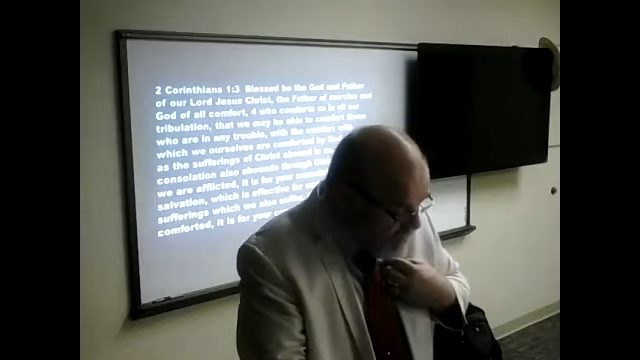 2 Corinthians 1:3 Blessed be the God and Father
of our Lord Jesus Christ, the Father of mercies and
God of all comfort, 4 who comforts us in all our
tribulation, that we may be able to comfort those
who are in any trouble, with the comfort with
which we ourselves are comforted by God
as the sufferings of Christ abound in us,
consolation also abounds through
we are afflicted, it is for your
salvation, which is effective for
sufferings which we also suffer.
comforted, it is for your